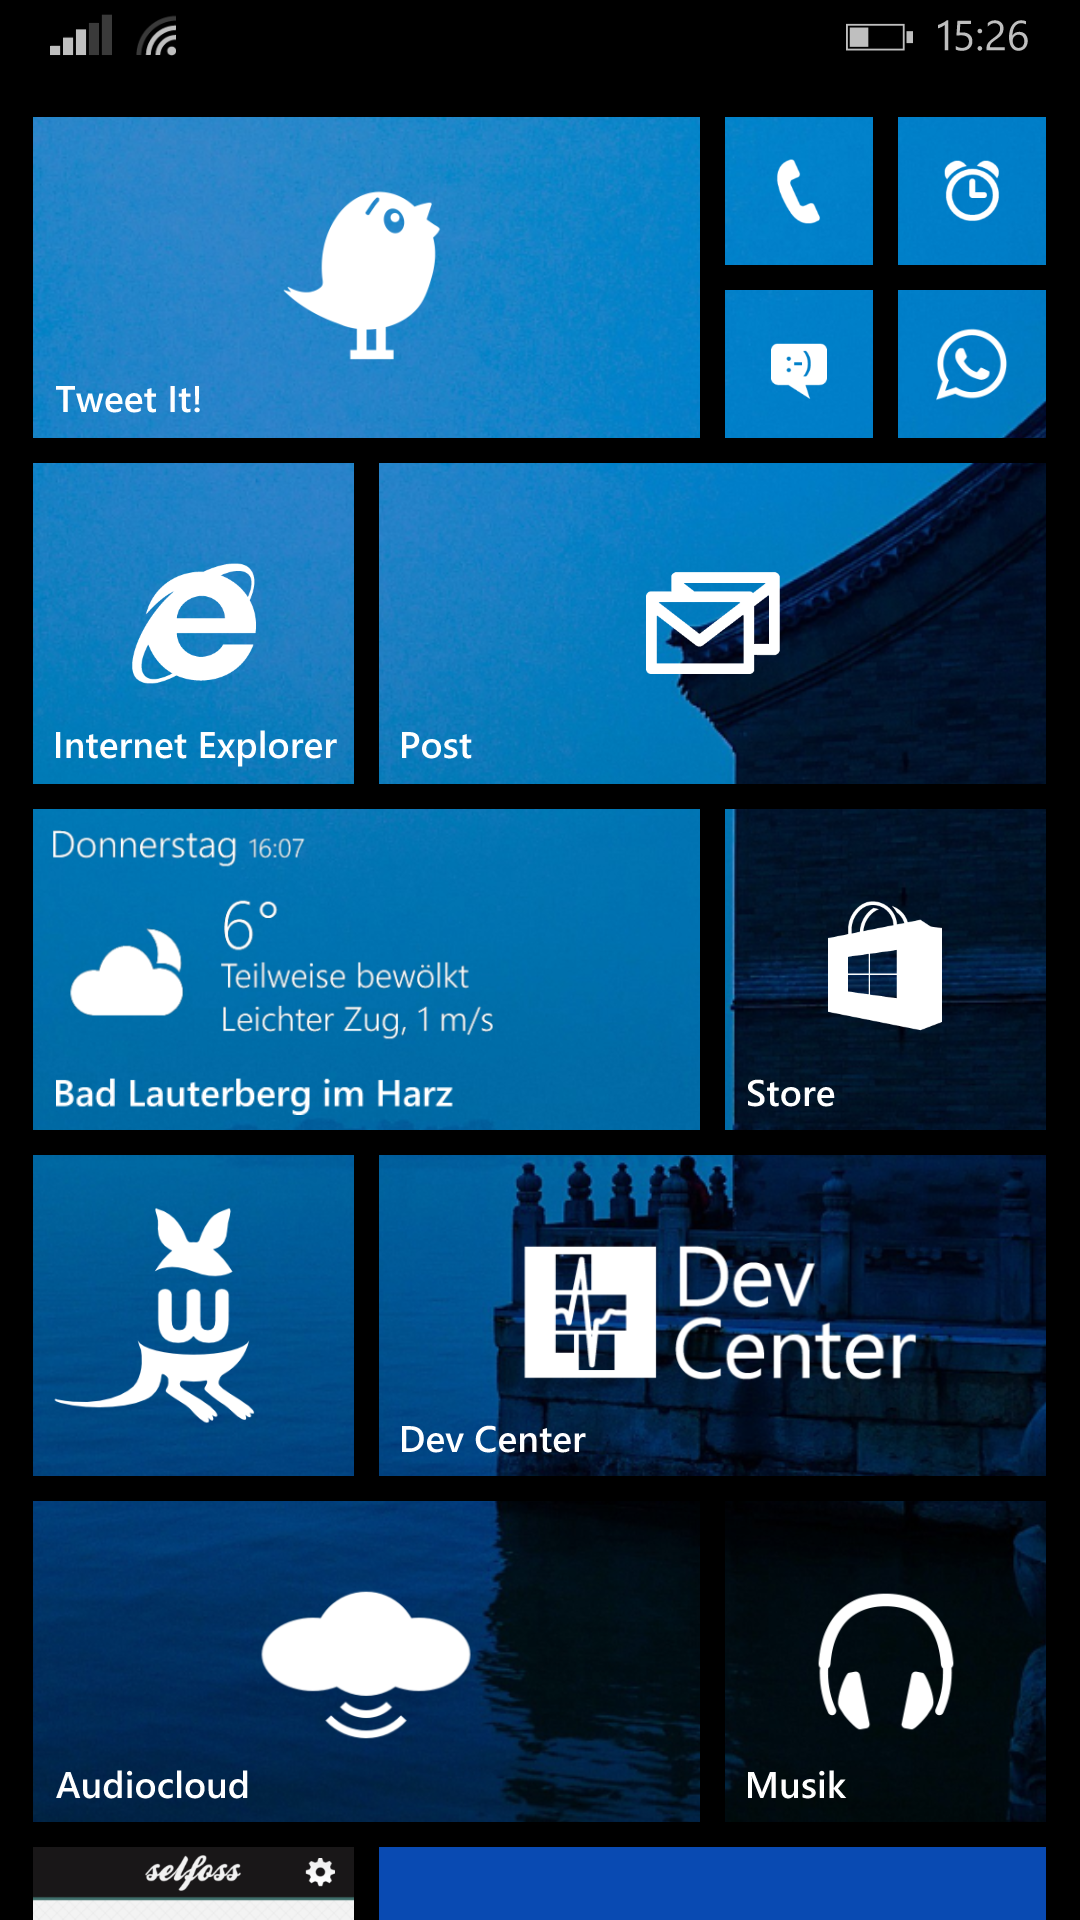 15:26
Tweet It!
:-)
Internet Explorer
Post
Donnerstag 16:07
6°
Teilweise bewölkt
Leichter Zug, 1 m/s
Bad Lauterberg im Harz
Store
w
Dev
Center
Dev Center
Audiocloud
Musik
selfoss